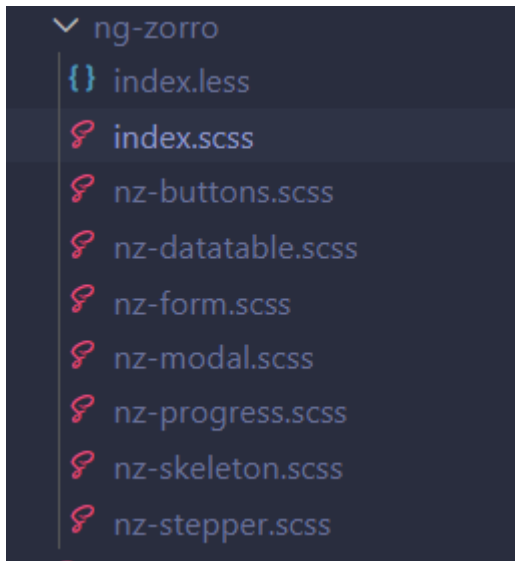 ng-zorro
{} index.less
index.scss
nz-buttons.scss
nz-datatable.scss
nz-form.scss
nz-modal.scss
nz-progress.scss
nz-skeleton.scss
nz-stepper.scss